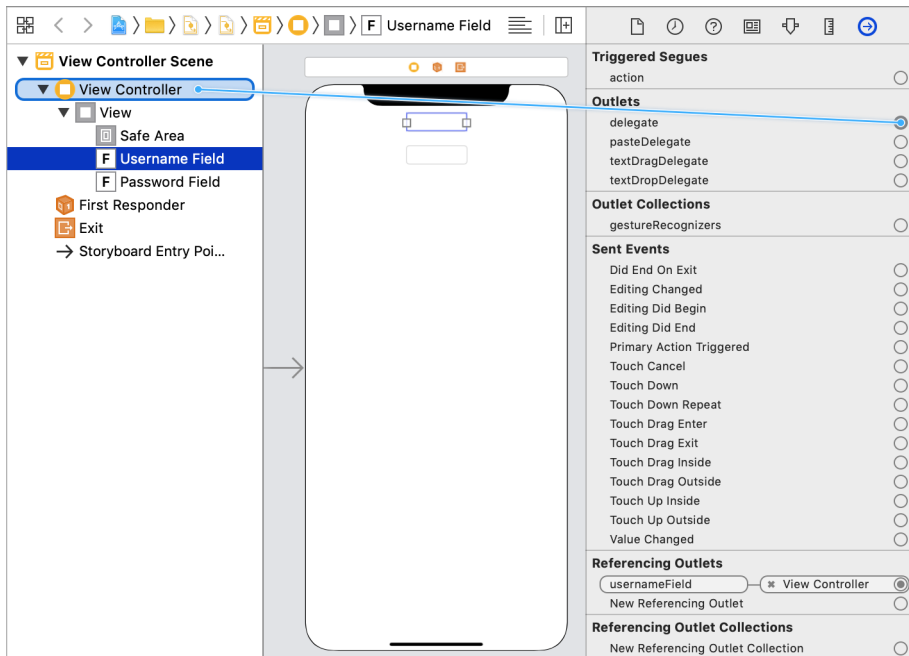 F Username Field
View Controller Scene
View Controller
View
Safe Area
F Username Field
F Password Field
First Responder
Exit
Storyboard Entry Poi...
Triggered Segues
action
Outlets
delegate
pasteDelegate
textDragDelegate
textDropDelegate
Outlet Collections
gestureRecognizers
Sent Events
Did End On Exit
Editing Changed
Editing Did Begin
Editing Did End
Primary Action Triggered
Touch Cancel
Touch Down
Touch Down Repeat
Touch Drag Enter
Touch Drag Exit
Touch Drag Inside
Touch Drag Outside
Touch Up Inside
Touch Up Outside
Value Changed
Referencing Outlets
usernameField View Controller
New Referencing Outlet
Referencing Outlet Collections
New Referencing Outlet Collection